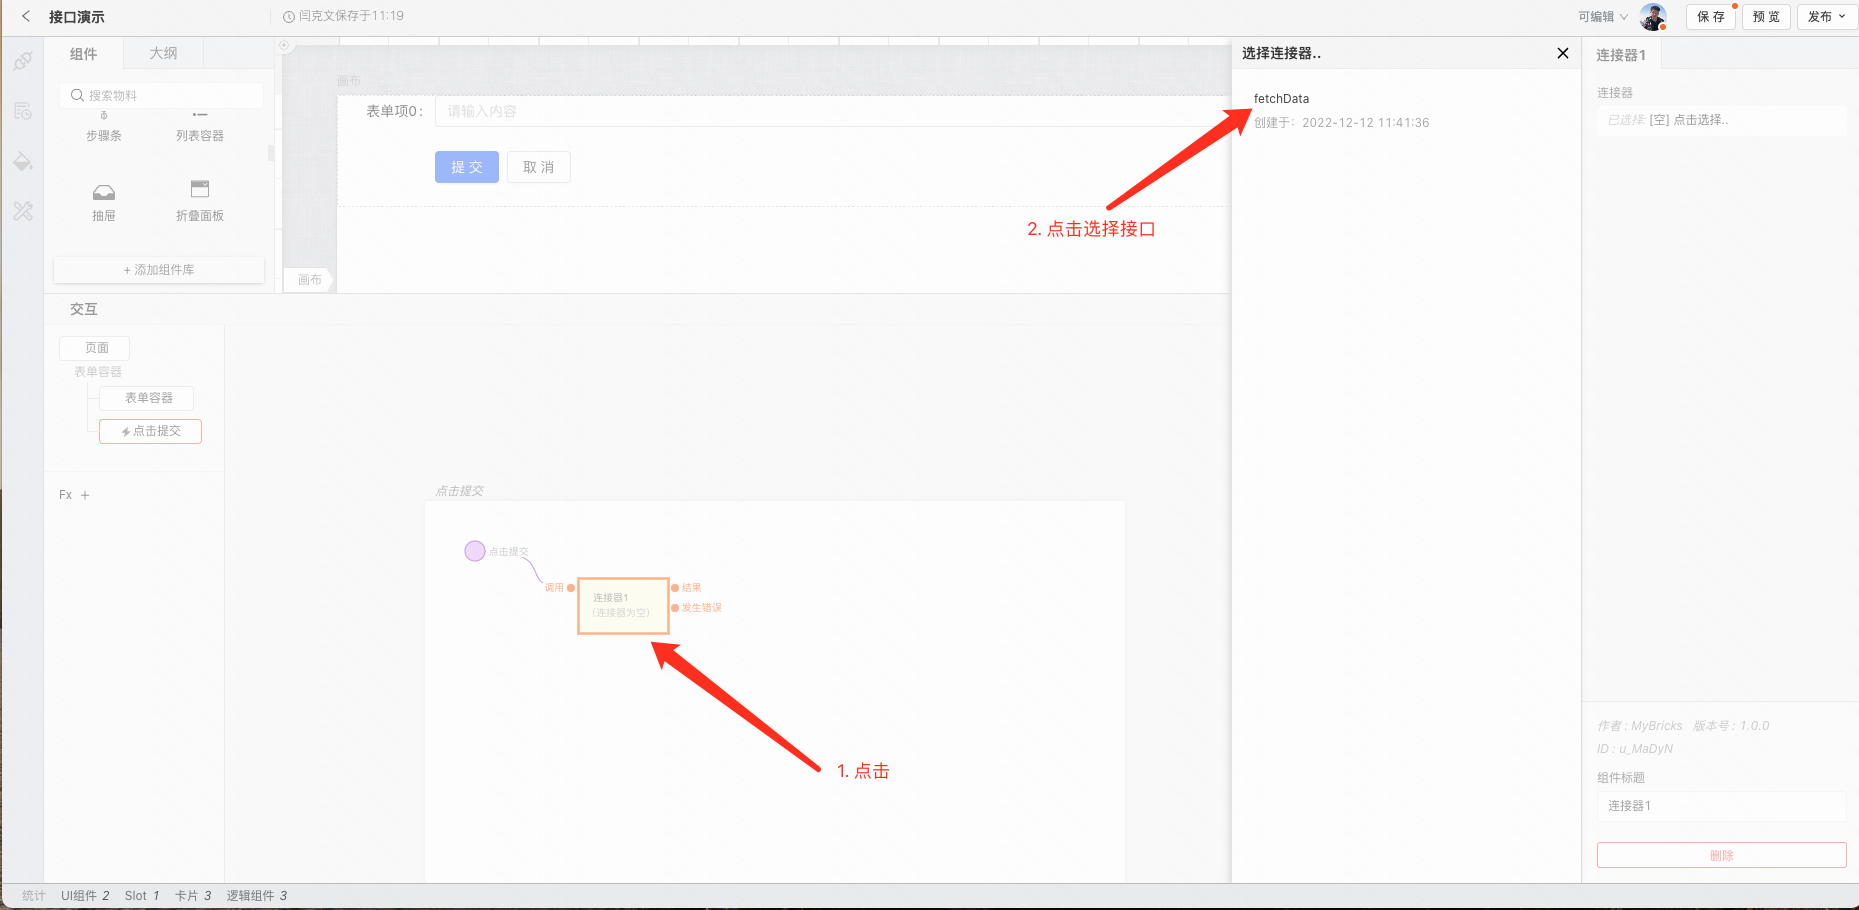 接口演示
闫克文保存于11:19
可编辑
保 存
预 览
发布
组件
大纲
搜索物料
步骤条
列表容器
抽屉
折叠面板
+ 添加组件库
画布
表单项0：
请输入内容
提 交
取 消
画布
选择连接器..
fetchData
创建于：2022-12-12 11:41:36
2. 点击选择接口
连接器1
连接器
已选择: [空] 点击选择..
交互
页面
表单容器
表单容器
点击提交
Fx +
点击提交
点击提交
调用
连接器1
(连接器为空)
结果
发生错误
1. 点击
作者 : MyBricks 版本号 : 1.0.0
ID : u_MaDyN
组件标题
连接器1
删除
统计 UI组件 2 Slot 1 卡片 3 逻辑组件 3